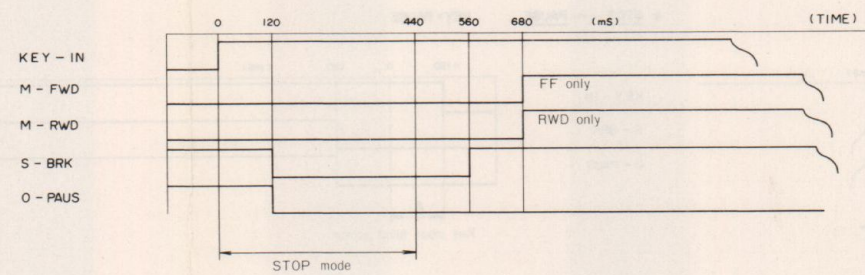 0 120 440 560 680 (mS) (TIME)
KEY-IN
M-FWD FF only
M-RWD RWD only
S-BRK
O-PAUS
STOP mode